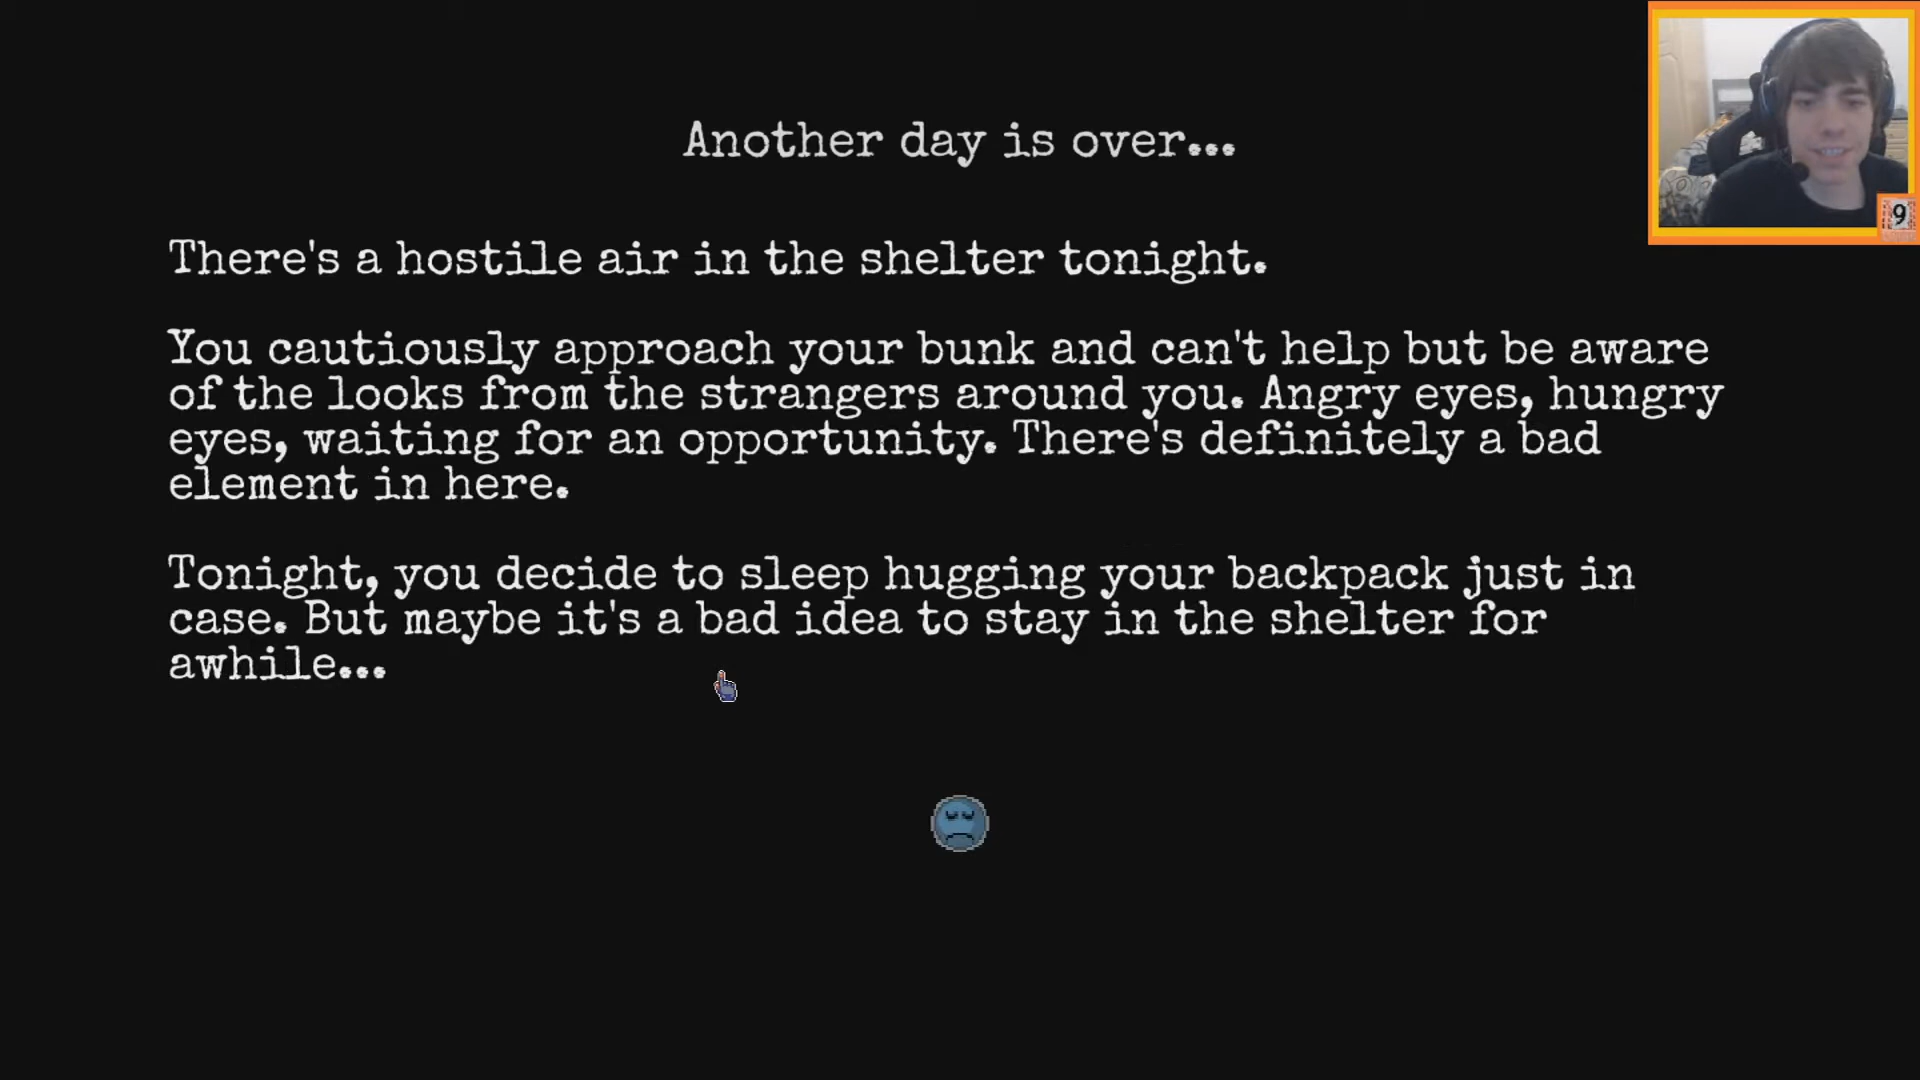 Another day is over...
There's a hostile air in the shelter tonight.
You cautiously approach your bunk and can't help but be aware
of the looks from the strangers around you. Angry eyes, hungry
eyes, waiting for an opportunity. There's definitely a bad
element in here.
Tonight, you decide to sleep hugging your backpack just in
case. But maybe it's a bad idea to stay in the shelter for
awhile...
9